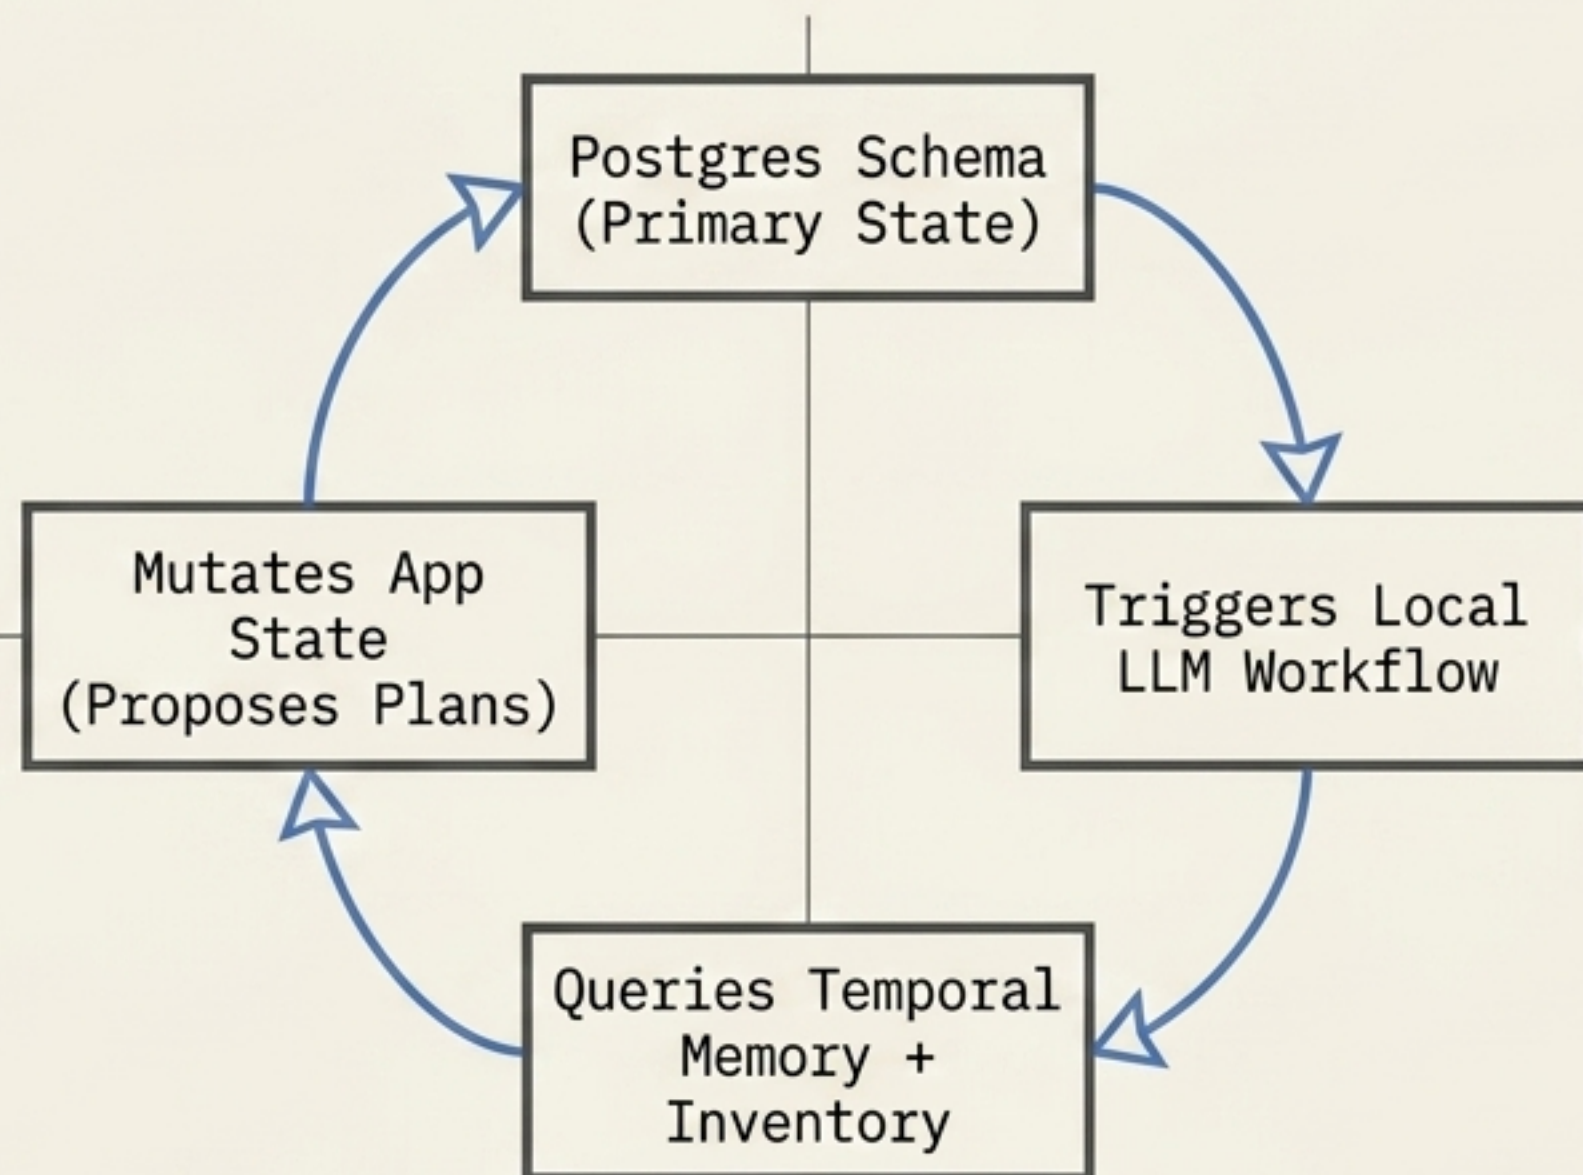 Postgres Schema
(Primary State)
Mutates App
State
(Proposes Plans)
Triggers Local
LLM Workflow
Queries Temporal
Memory +
Inventory